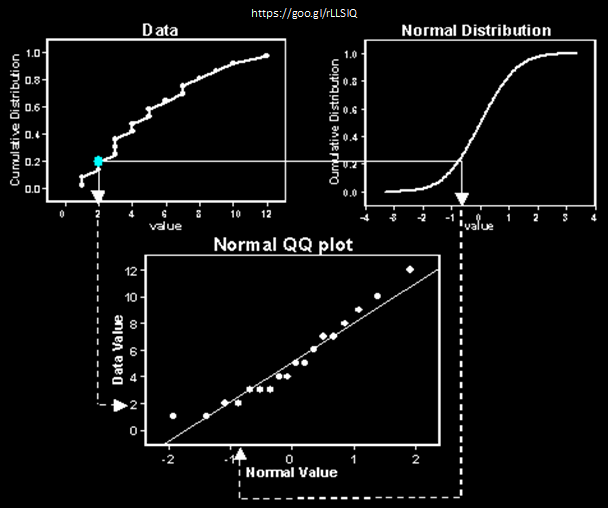 https://goo.gl/rLLSIQ
Data
Normal Distribution
Cumulative Distribution
1.0
0.8
0.6
0.4
0.2
0.0
0 2 4 6 8 10 12
value
Cumulative Distribution
1.0
0.8
0.6
0.4
0.2
0.0
-4 -3 -2 -1 0 1 2 3 4
value
Normal QQ plot
Data Value
12
10
8
6
4
2
0
-2 -1 0 1 2
Normal Value